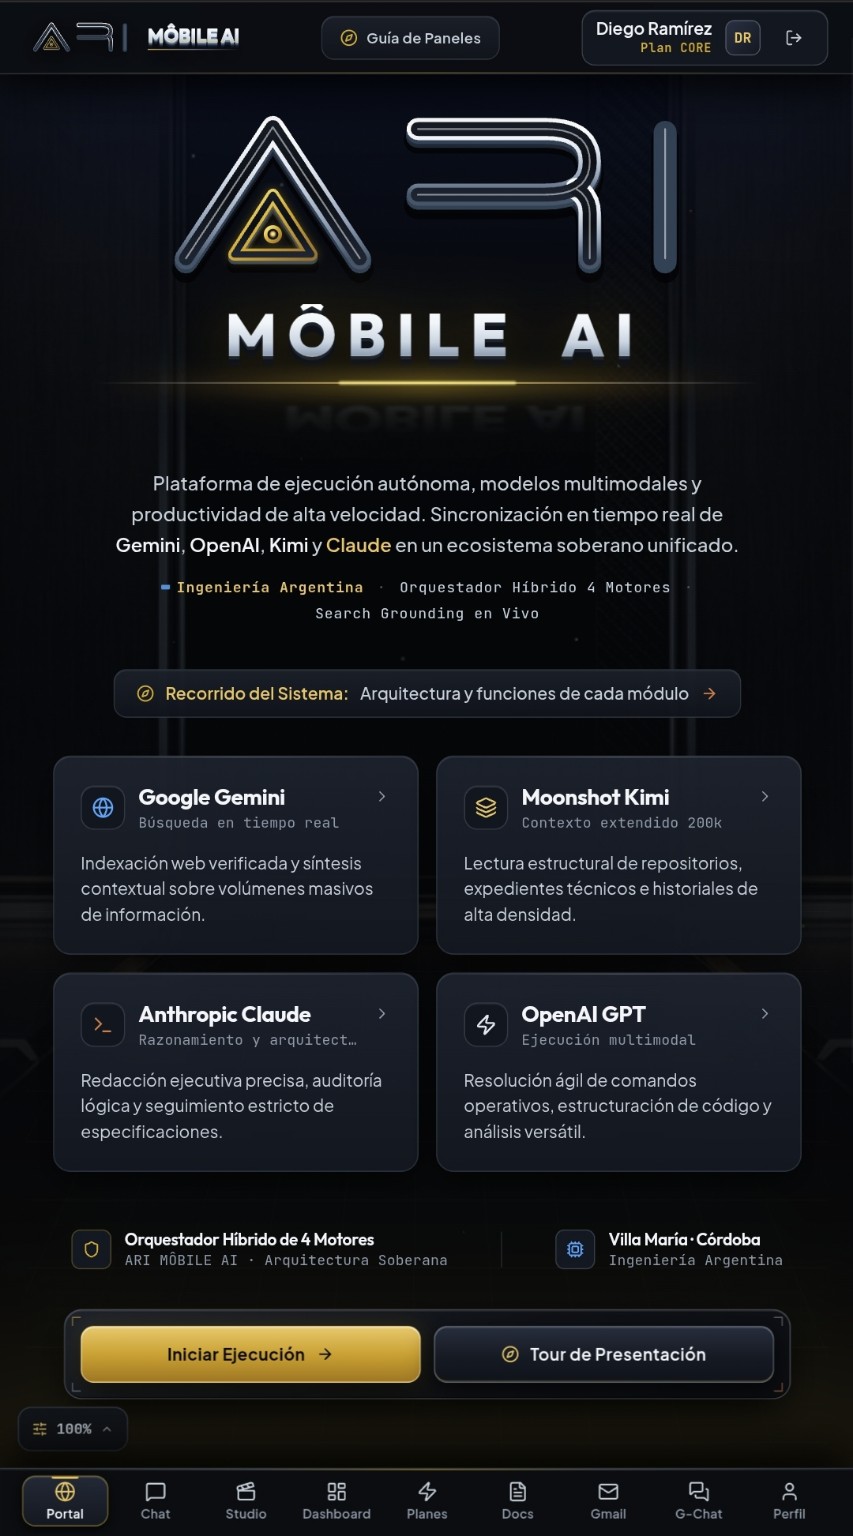 ARI MÔBILE AI
Guía de Paneles
Diego Ramírez
Plan CORE
DR
ARI
MÔBILE AI
MOBILE AI
Plataforma de ejecución autónoma, modelos multimodales y
productividad de alta velocidad. Sincronización en tiempo real de
Gemini, OpenAI, Kimi y Claude en un ecosistema soberano unificado.
Ingeniería Argentina · Orquestador Híbrido 4 Motores ·
Search Grounding en Vivo
Recorrido del Sistema: Arquitectura y funciones de cada módulo →
Google Gemini
Búsqueda en tiempo real
Indexación web verificada y síntesis
contextual sobre volúmenes masivos
de información.
Moonshot Kimi
Contexto extendido 200k
Lectura estructural de repositorios,
expedientes técnicos e historiales de
alta densidad.
Anthropic Claude
Razonamiento y arquitect…
Redacción ejecutiva precisa, auditoría
lógica y seguimiento estricto de
especificaciones.
OpenAI GPT
Ejecución multimodal
Resolución ágil de comandos
operativos, estructuración de código y
análisis versátil.
Orquestador Híbrido de 4 Motores
ARI MÔBILE AI · Arquitectura Soberana
Villa María · Córdoba
Ingeniería Argentina
Iniciar Ejecución →
Tour de Presentación
100%
Portal
Chat
Studio
Dashboard
Planes
Docs
Gmail
G-Chat
Perfil